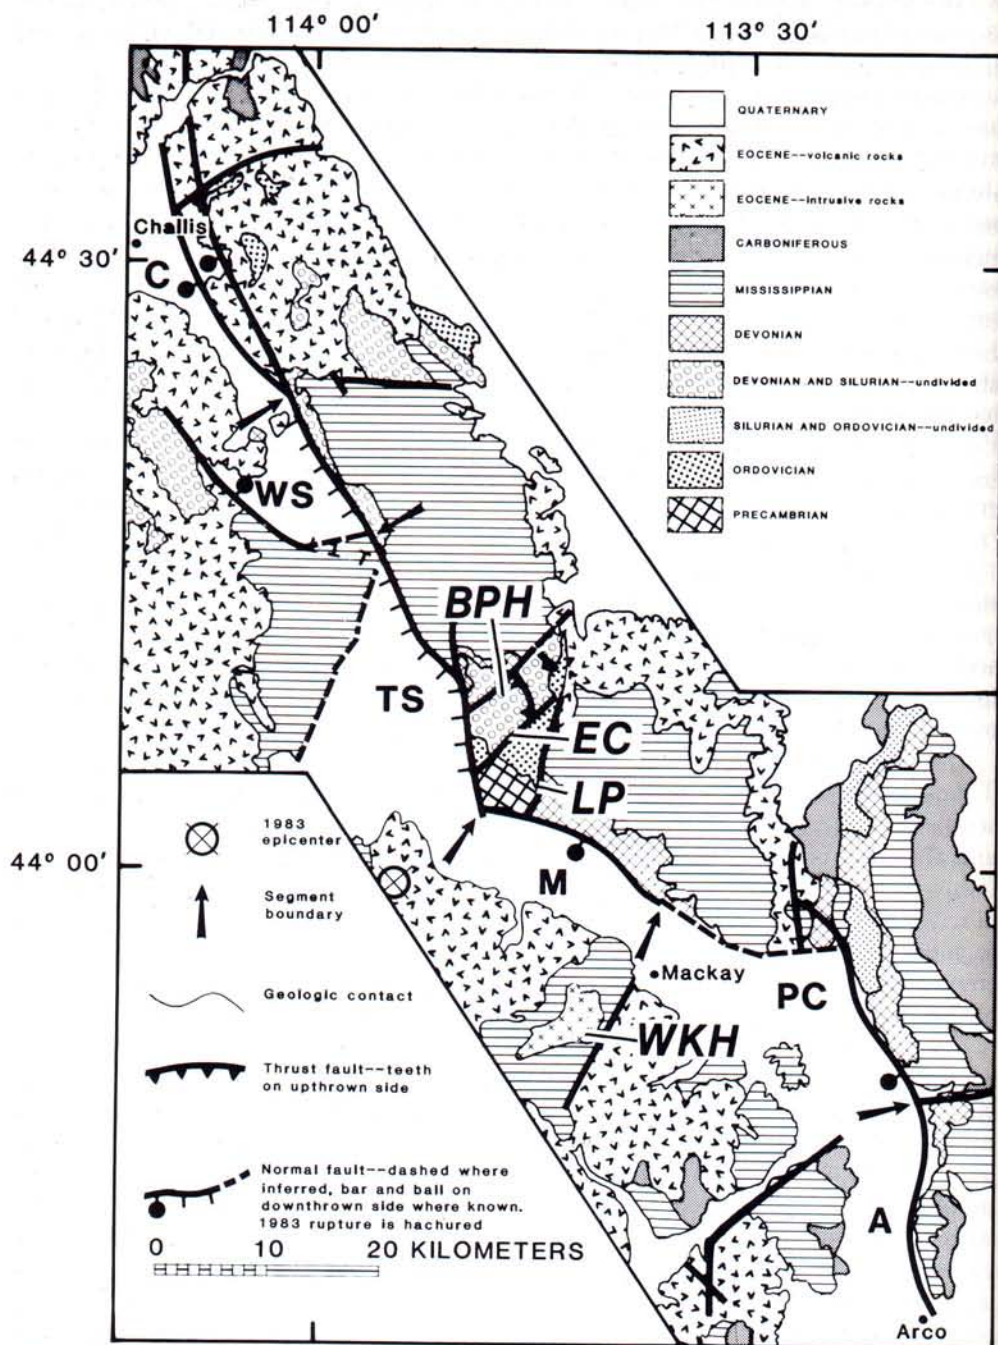 114° 00'
113° 30'
QUATERNARY
EOCENE--volcanic rocks
EOCENE--Intrusive rocks
CARBONIFEROUS
MISSISSIPPIAN
DEVONIAN
DEVONIAN AND SILURIAN--undivided
SILURIAN AND ORDOVICIAN--undivided
ORDOVICIAN
PRECAMBRIAN
Challis
44° 30'
C
WS
BPH
TS
EC
LP
44° 00'
M
Mackay
PC
WKH
A
Arco
1983
epicenter
Segment
boundary
Geologic contact
Thrust fault--teeth
on upthrown side
Normal fault--dashed where
inferred, bar and ball on
downthrown side where known.
1983 rupture is hachured
0 10 20 KILOMETERS